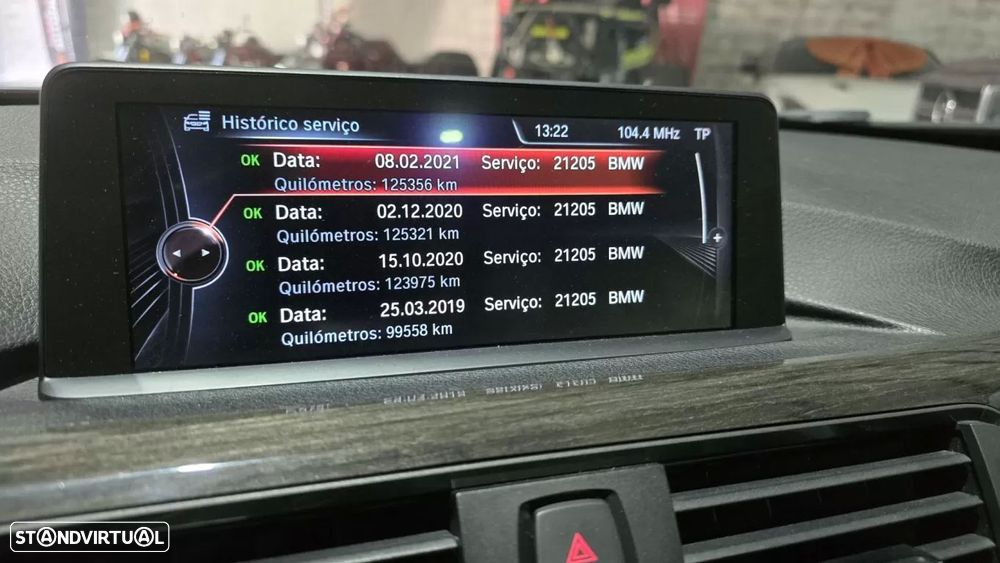 Histórico serviço 13:22 104.4 MHz TP
OK Data: 08.02.2021 Serviço: 21205 BMW
Quilómetros: 125356 km
OK Data: 02.12.2020 Serviço: 21205 BMW
Quilómetros: 125321 km
OK Data: 15.10.2020 Serviço: 21205 BMW
Quilómetros: 123975 km
OK Data: 25.03.2019 Serviço: 21205 BMW
Quilómetros: 99558 km
STANDVIRTUAL